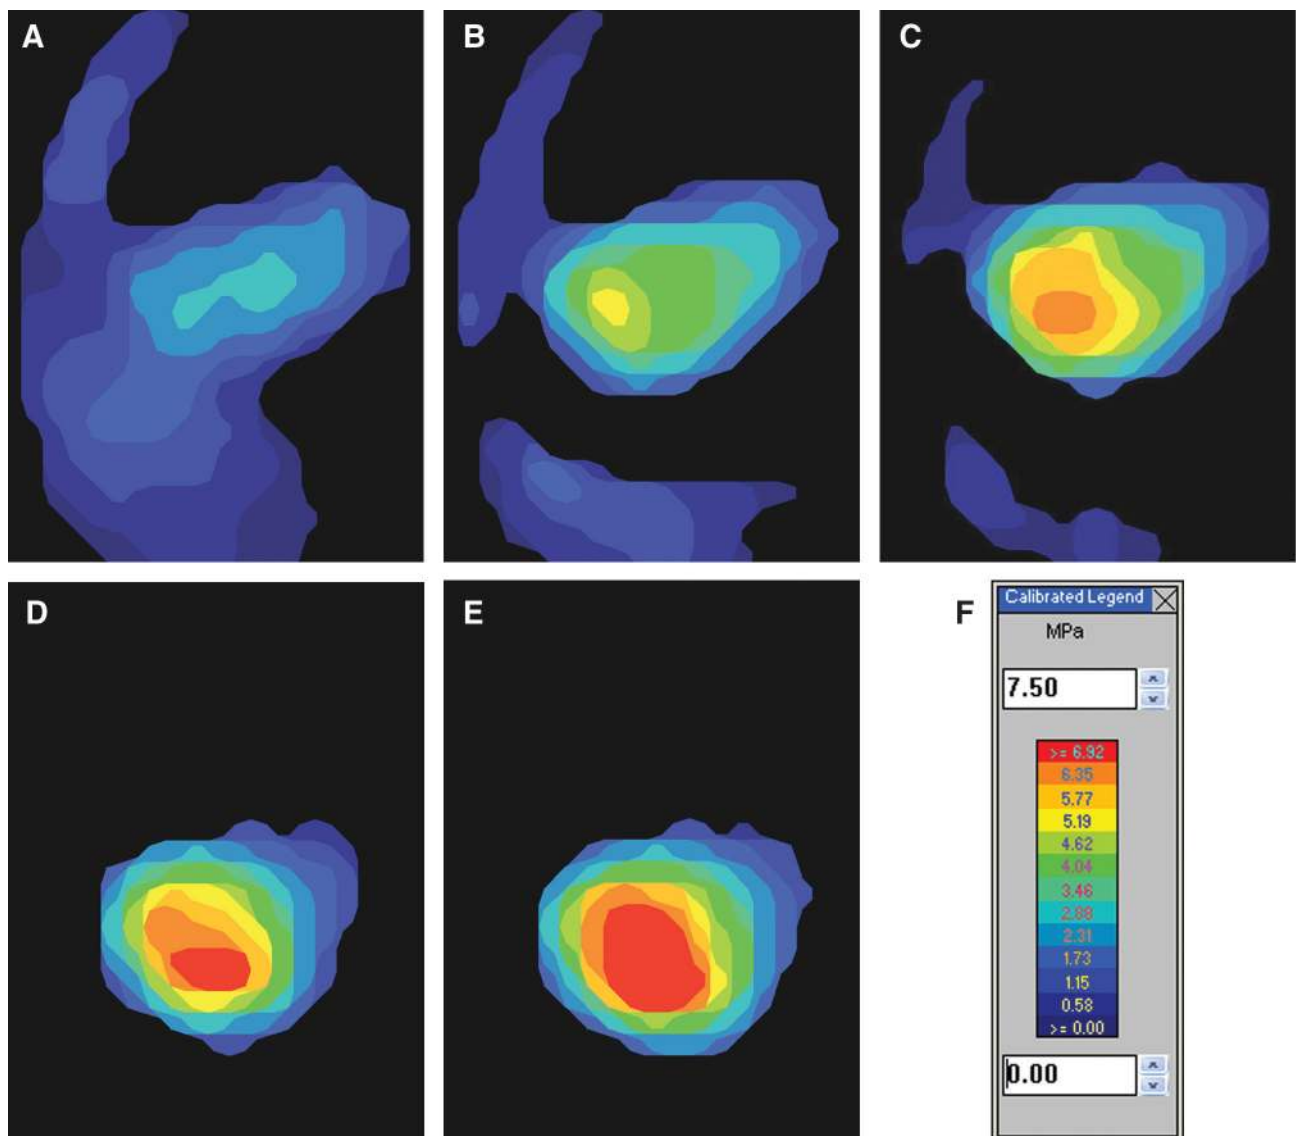 A
B
C
D
E
F
Calibrated Legend
MPa
7.50
>= 6.92
6.35
5.77
5.19
4.62
4.04
3.46
2.88
2.31
1.73
1.15
0.58
>= 0.00
0.00